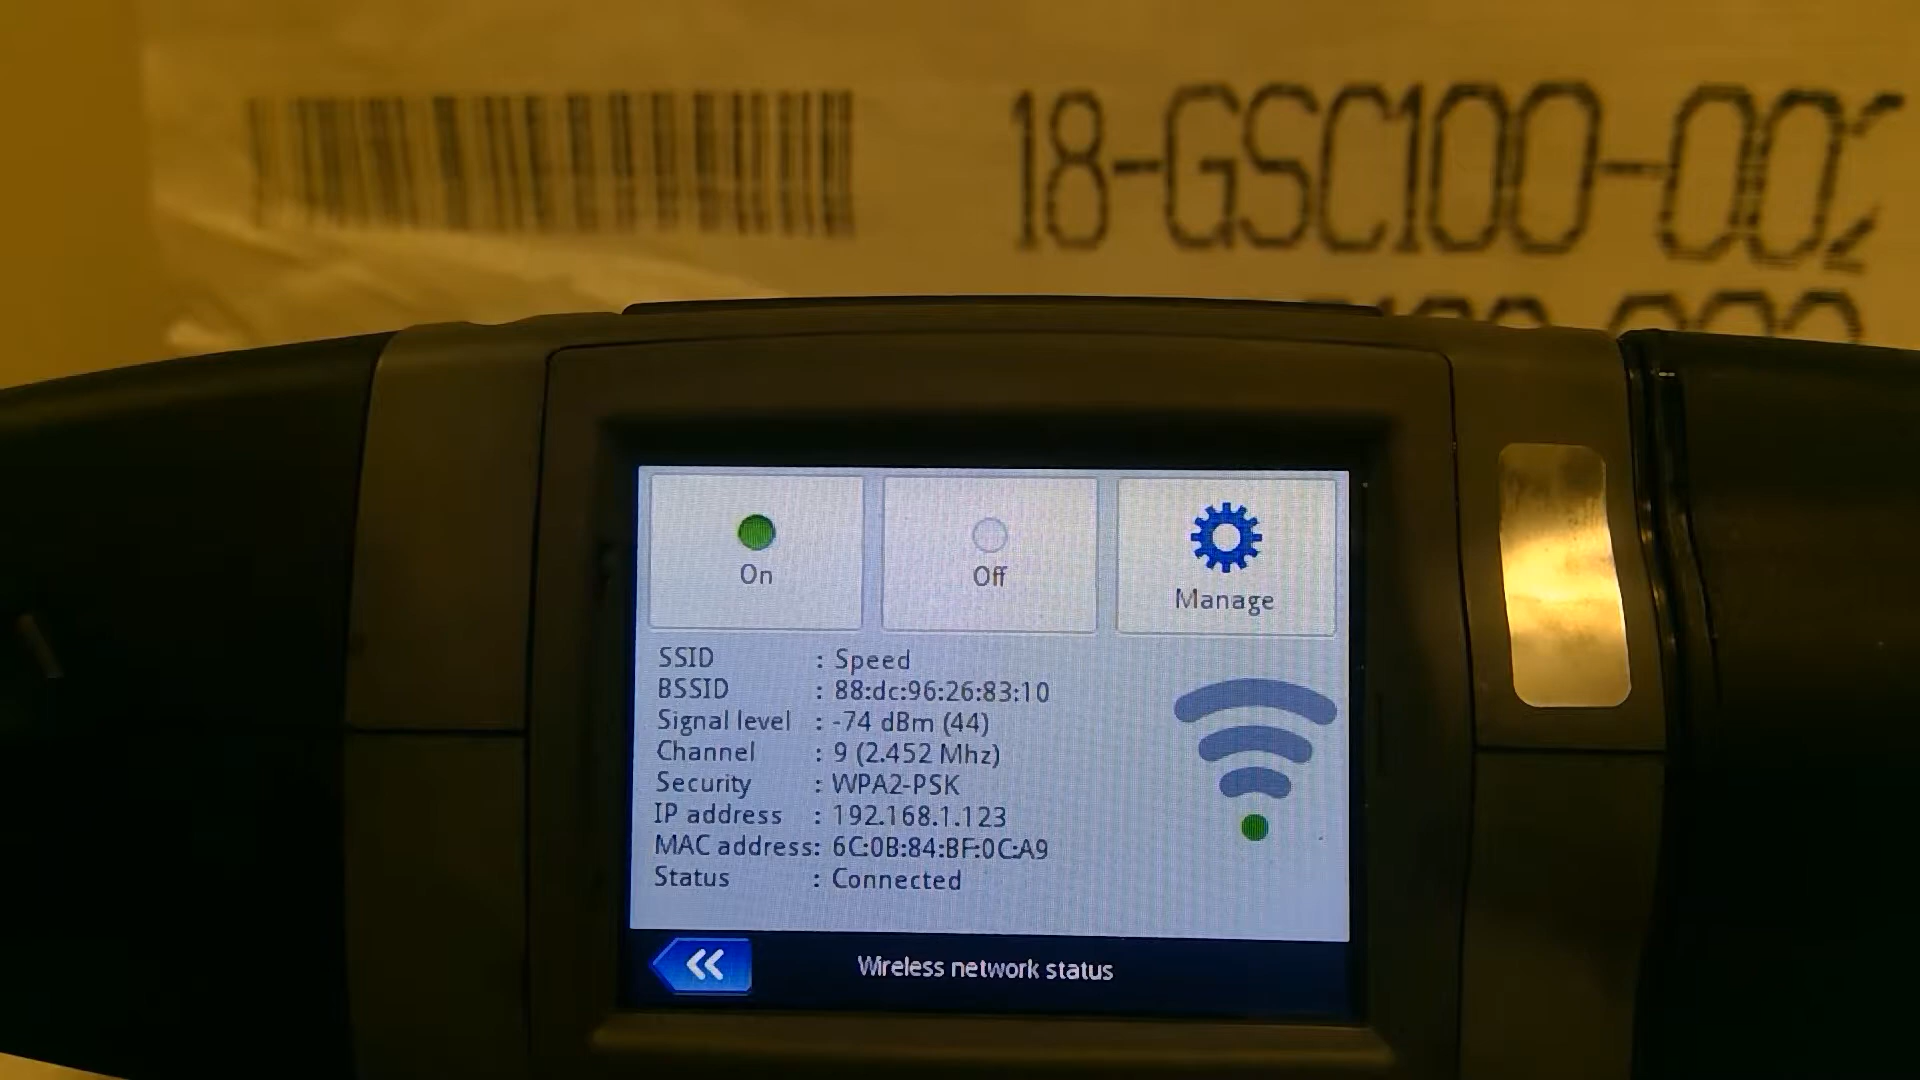 18-GSC100-002
On
Off
Manage
SSID : Speed
BSSID : 88:dc:96:26:83:10
Signal level : -74 dBm (44)
Channel : 9 (2.452 Mhz)
Security : WPA2-PSK
IP address : 192.168.1.123
MAC address: 6C:0B:84:BF:0C:A9
Status : Connected
Wireless network status